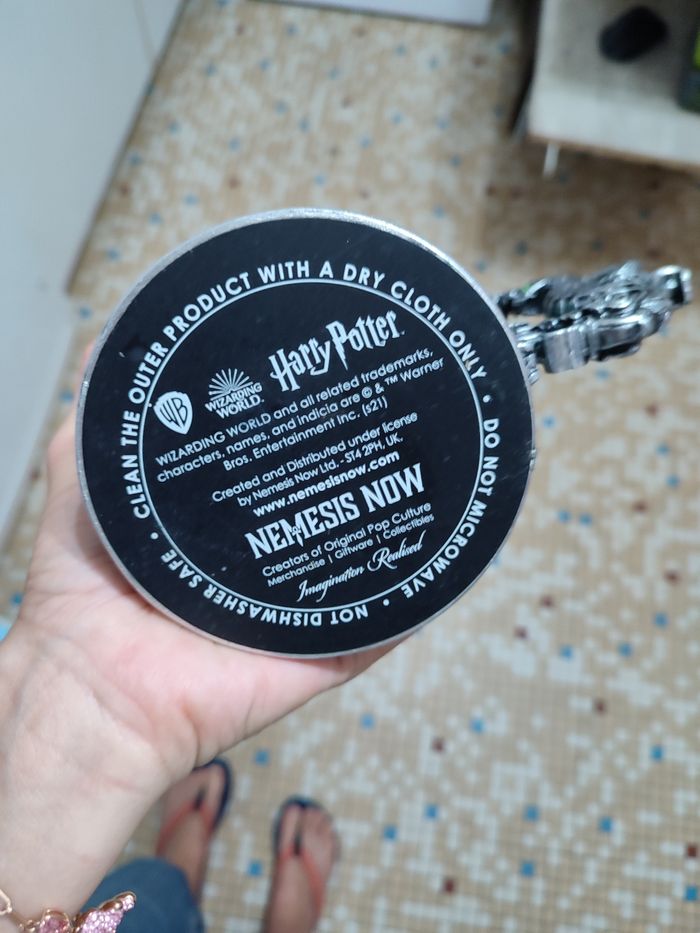 CLEAN THE OUTER PRODUCT WITH A DRY CLOTH ONLY • DO NOT MICROWAVE • NOT DISHWASHER SAFE •
WB
WIZARDING
WORLD
Harry Potter
WIZARDING WORLD and all related trademarks,
characters, names, and indicia are © & ™ Warner
Bros. Entertainment Inc. (s21)
Created and Distributed under license
by Nemesis Now Ltd. - ST4 2PH, UK.
www.nemesisnow.com
NEMESIS NOW
Creators of Original Pop Culture
Merchandise | Giftware | Collectibles
Imagination Realised